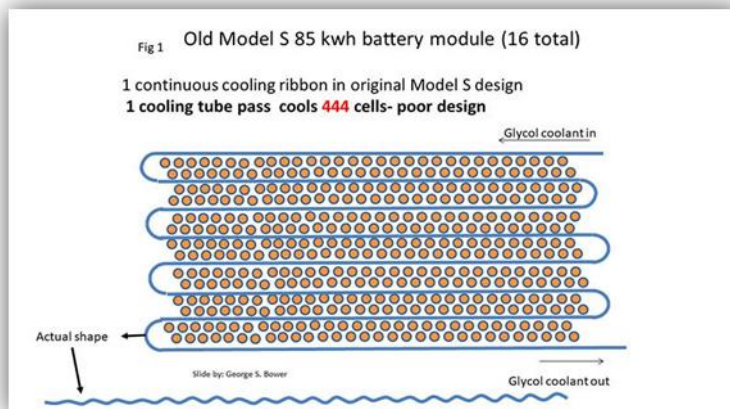 Fig 1 Old Model S 85 kwh battery module (16 total)
1 continuous cooling ribbon in original Model S design
1 cooling tube pass cools 444 cells- poor design
Glycol coolant in
Actual shape
Slide by: George S. Bower
Glycol coolant out